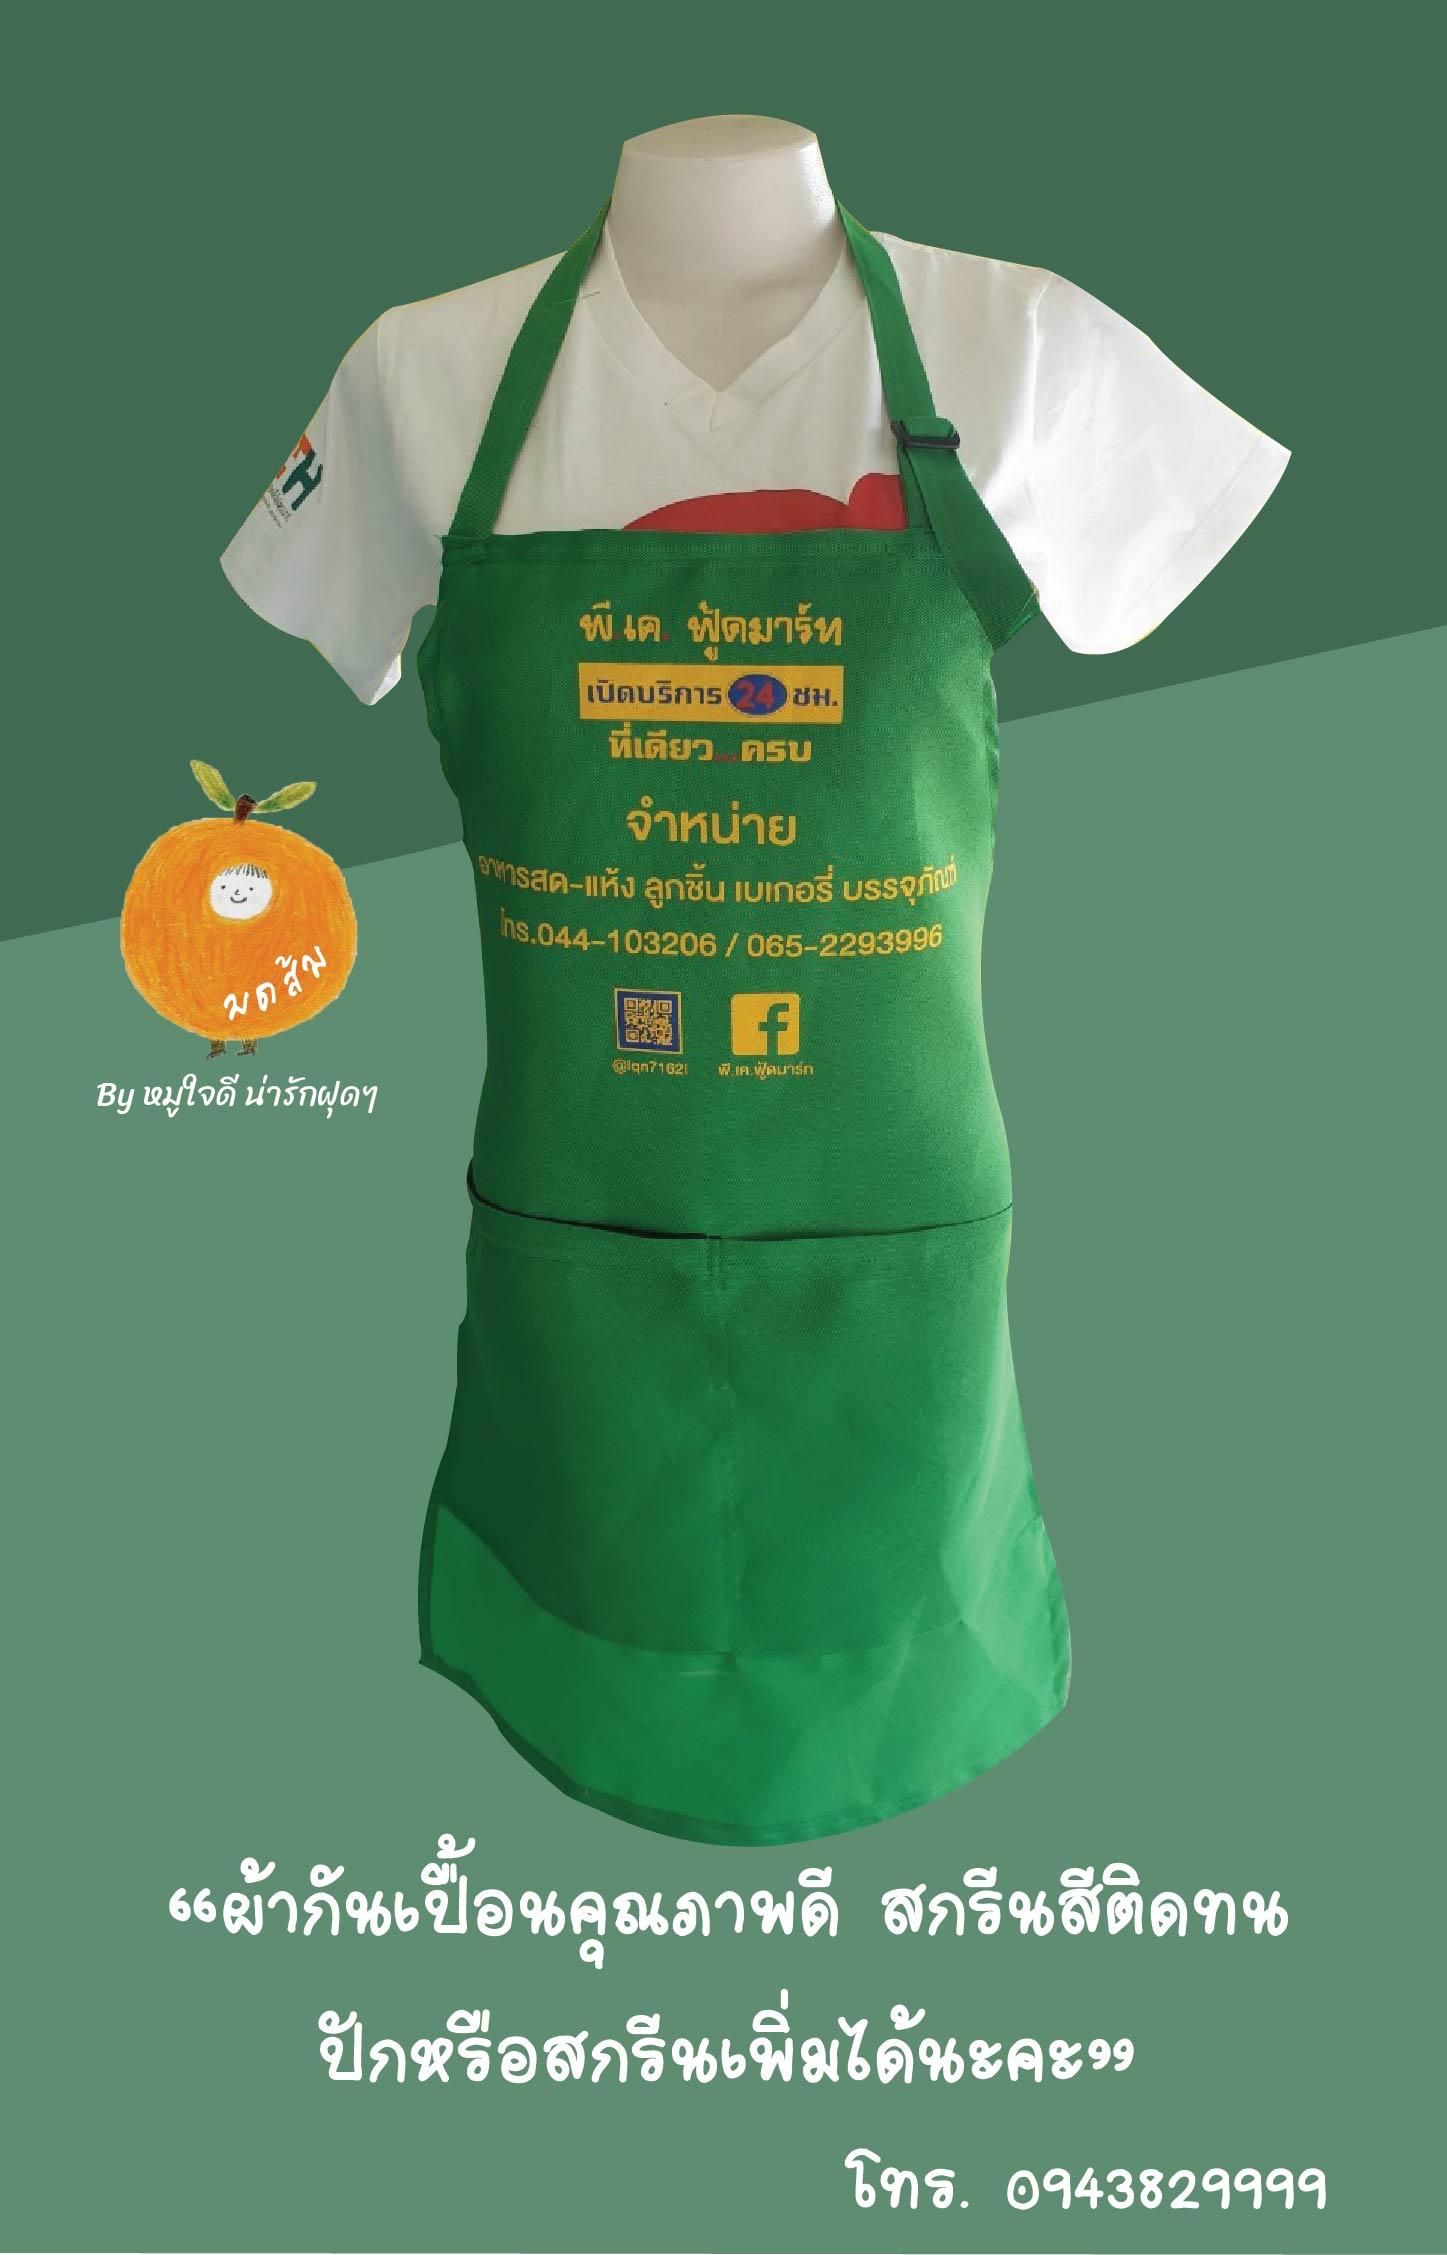 H
พี.เค. ฟู้ดมาร์ท
เปิดบริการ 24 ชม.
ที่เดียว...ครบ
จำหน่าย
อาหารสด-แห้ง ลูกชิ้น เบเกอรี่ บรรจุภัณฑ์
โทร.044-103206 / 065-2293996
@lqn7162l
พี.เค.ฟู้ดมาร์ท
มดส้ม
By หมูใจดี น่ารักฝุดๆ
“ผ้ากันเปื้อนคุณภาพดี สกรีนสีติดทน
ปักหรือสกรีนเพิ่มได้นะคะ”
โทร. 0943829999